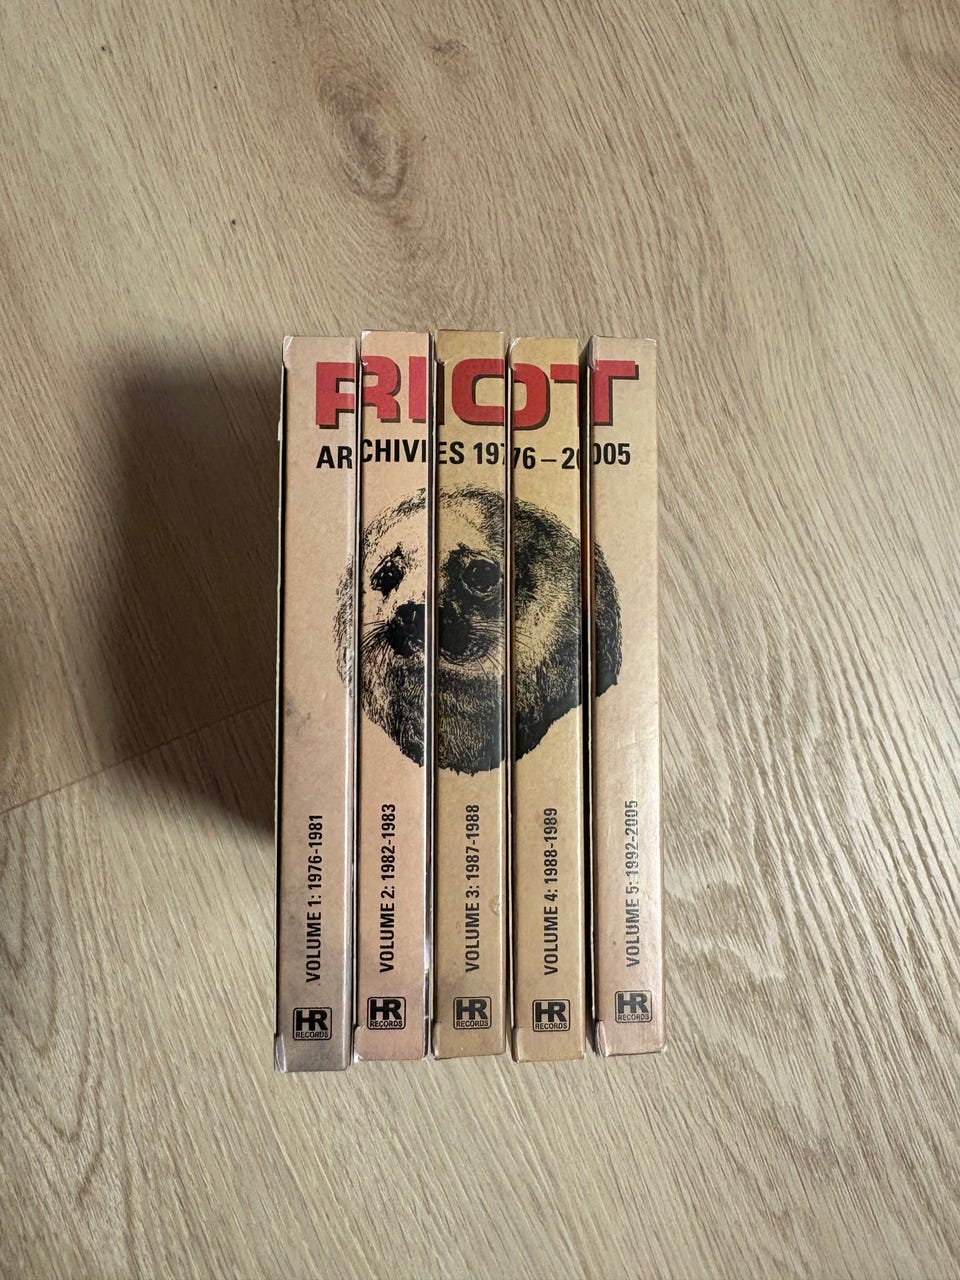 RIOT
ARCHIVES 1976–2005
VOLUME 1: 1976-1981
VOLUME 2: 1982-1983
VOLUME 3: 1987-1988
VOLUME 4: 1988-1989
VOLUME 5: 1992-2005
HR
RECORDS
HR
RECORDS
HR
RECORDS
HR
RECORDS
HR
RECORDS